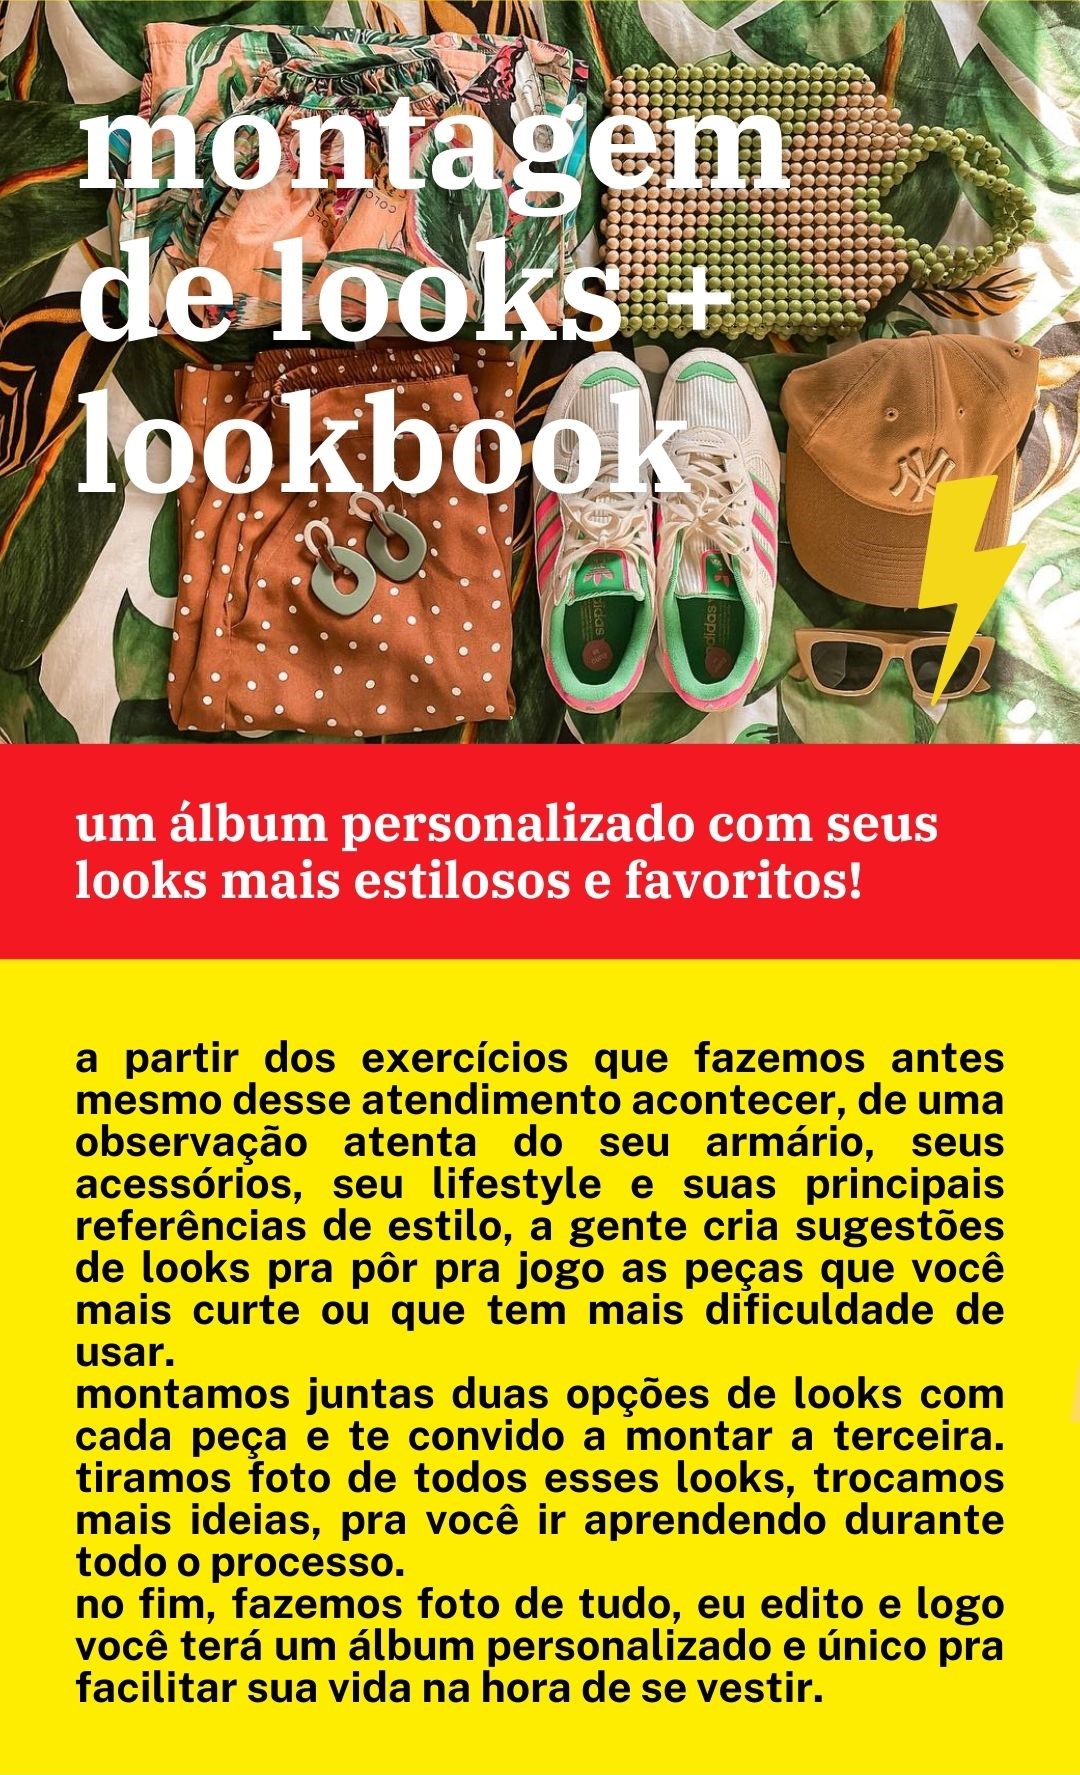 montagem
de looks +
lookbook
NY
adidas
adidas
um álbum personalizado com seus
looks mais estilosos e favoritos!
a partir dos exercícios que fazemos antes
mesmo desse atendimento acontecer, de uma
observação atenta do seu armário, seus
acessórios, seu lifestyle e suas principais
referências de estilo, a gente cria sugestões
de looks pra pôr pra jogo as peças que você
mais curte ou que tem mais dificuldade de
usar.
montamos juntas duas opções de looks com
cada peça e te convido a montar a terceira.
tiramos foto de todos esses looks, trocamos
mais ideias, pra você ir aprendendo durante
todo o processo.
no fim, fazemos foto de tudo, eu edito e logo
você terá um álbum personalizado e único pra
facilitar sua vida na hora de se vestir.